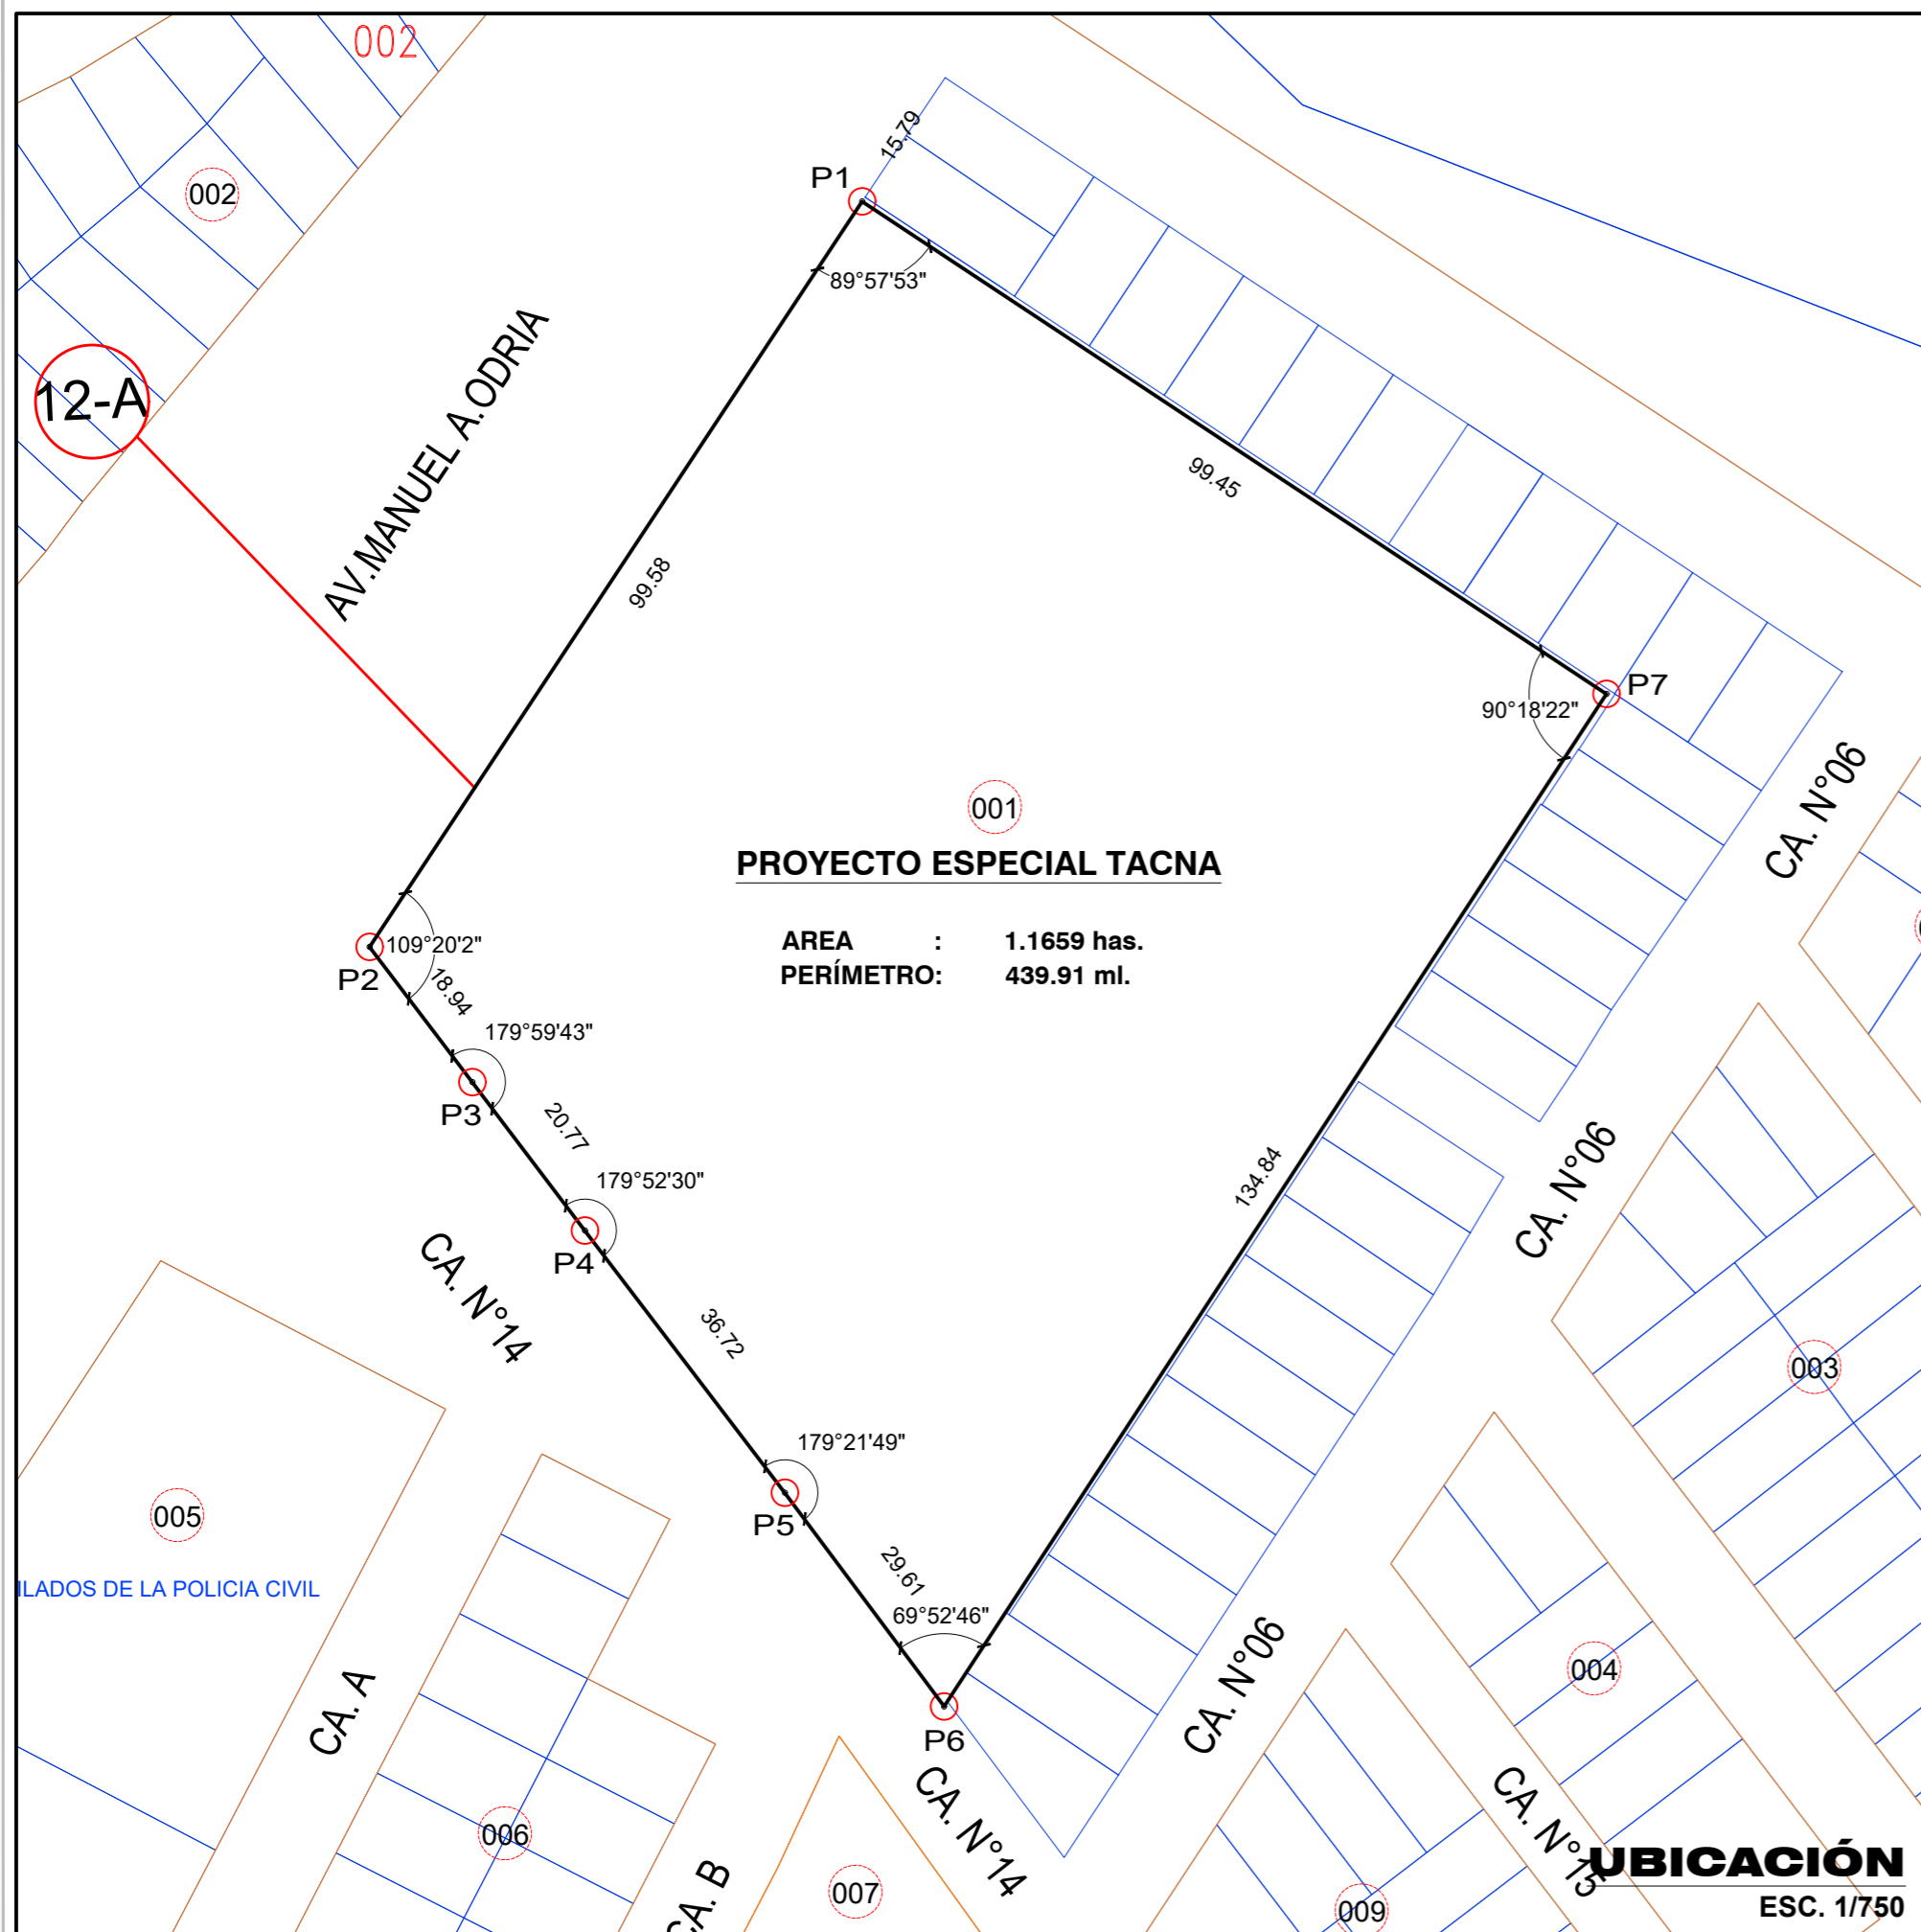 002
15.79
P1
002
89°57'53"
12-A
AV.MANUEL A.ODRIA
99.45
99.58
P7
90°18'22"
CA. N°06
001
PROYECTO ESPECIAL TACNA
AREA : 1.1659 has.
PERÍMETRO: 439.91 ml.
109°20'2"
P2
18.94
179°59'43"
P3
20.77
179°52'30"
134.84
CA. N°06
P4
CA. N°14
36.72
003
179°21'49"
005
P5
29.61
ILADOS DE LA POLICIA CIVIL
69°52'46"
CA. N°06
004
CA. A
P6
CA. N°14
CA. N°15
006
UBICACIÓN
007
CA. B
009
ESC. 1/750